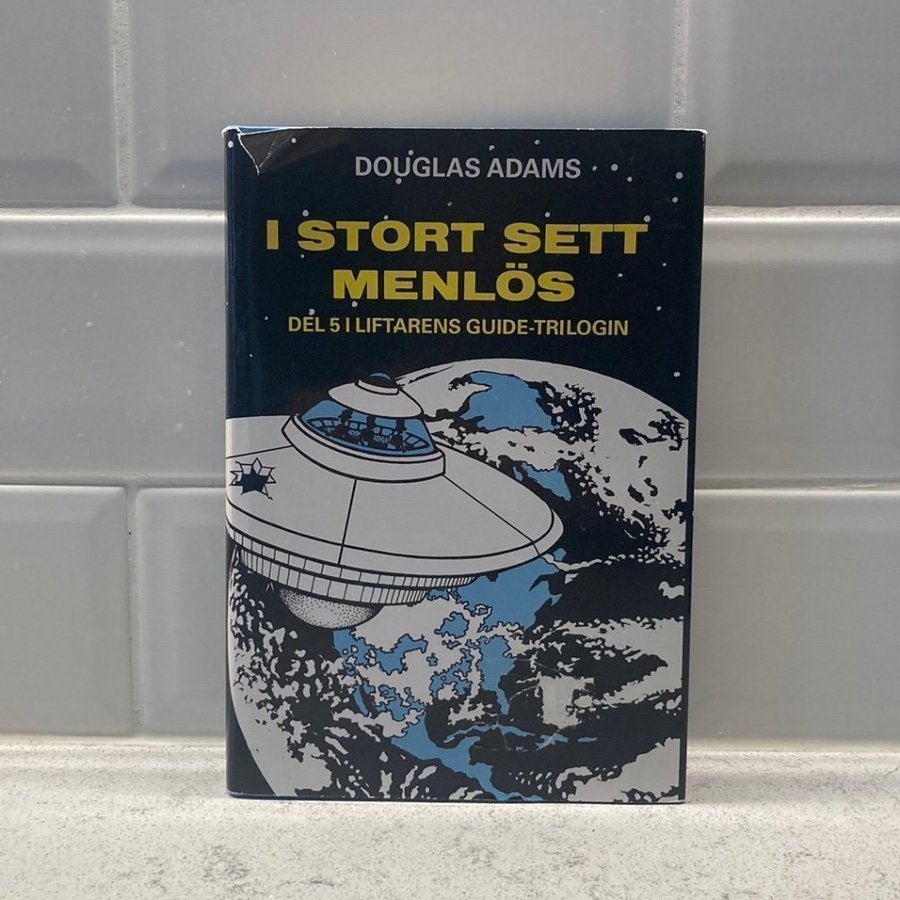 DOUGLAS ADAMS
I STORT SETT
MENLÖS
DEL 5 I LIFTARENS GUIDE-TRILOGIN